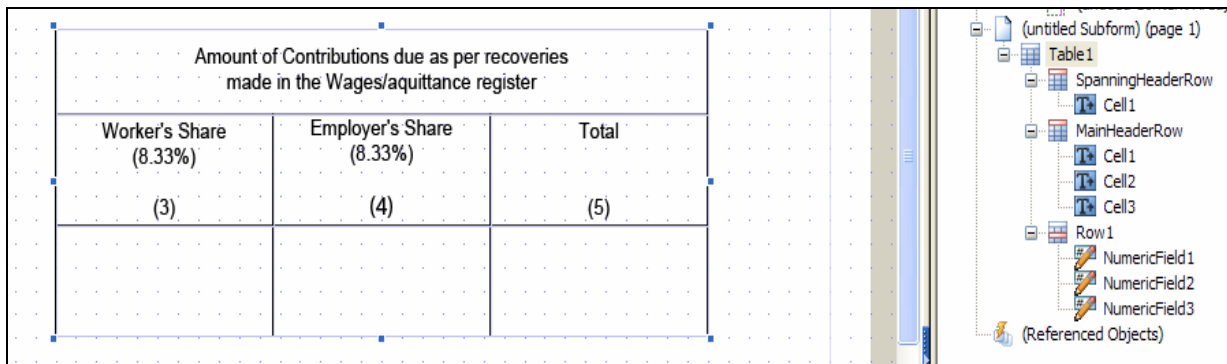 Amount of Contributions due as per recoveries
made in the Wages/aquittance register
Worker's Share
(8.33%)
(3)
Employer's Share
(8.33%)
(4)
Total
(5)
(untitled Subform) (page 1)
Table1
SpanningHeaderRow
Cell1
MainHeaderRow
Cell1
Cell2
Cell3
Row1
NumericField1
NumericField2
NumericField3
(Referenced Objects)